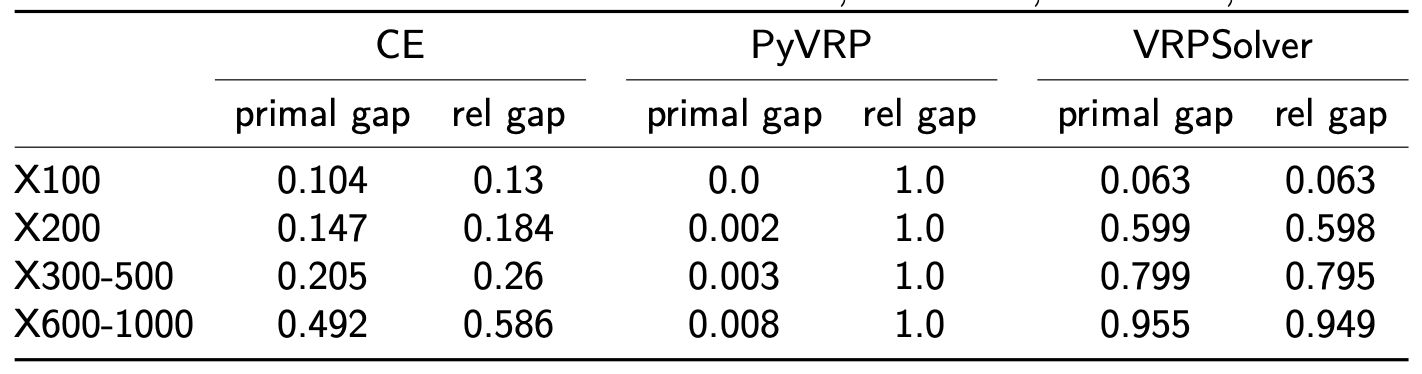 CE PyVRP VRPSolver
primal gap rel gap primal gap rel gap primal gap rel gap
X100 0.104 0.13 0.0 1.0 0.063 0.063
X200 0.147 0.184 0.002 1.0 0.599 0.598
X300-500 0.205 0.26 0.003 1.0 0.799 0.795
X600-1000 0.492 0.586 0.008 1.0 0.955 0.949